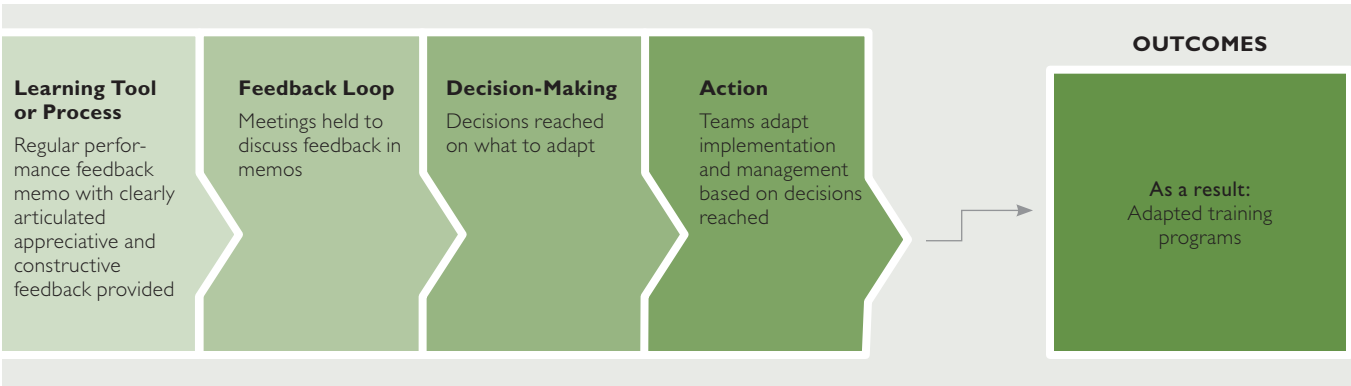 Learning Tool
or Process
Regular perfor-
mance feedback
memo with clearly
articulated
appreciative and
constructive
feedback provided
Feedback Loop
Meetings held to
discuss feedback in
memos
Decision-Making
Decisions reached
on what to adapt
Action
Teams adapt
implementation
and management
based on decisions
reached
OUTCOMES
As a result:
Adapted training
programs